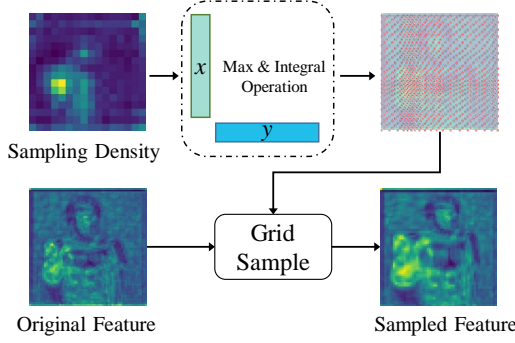 x
Max & Integral
Operation
y
Sampling Density
Grid
Sample
Original Feature
Sampled Feature